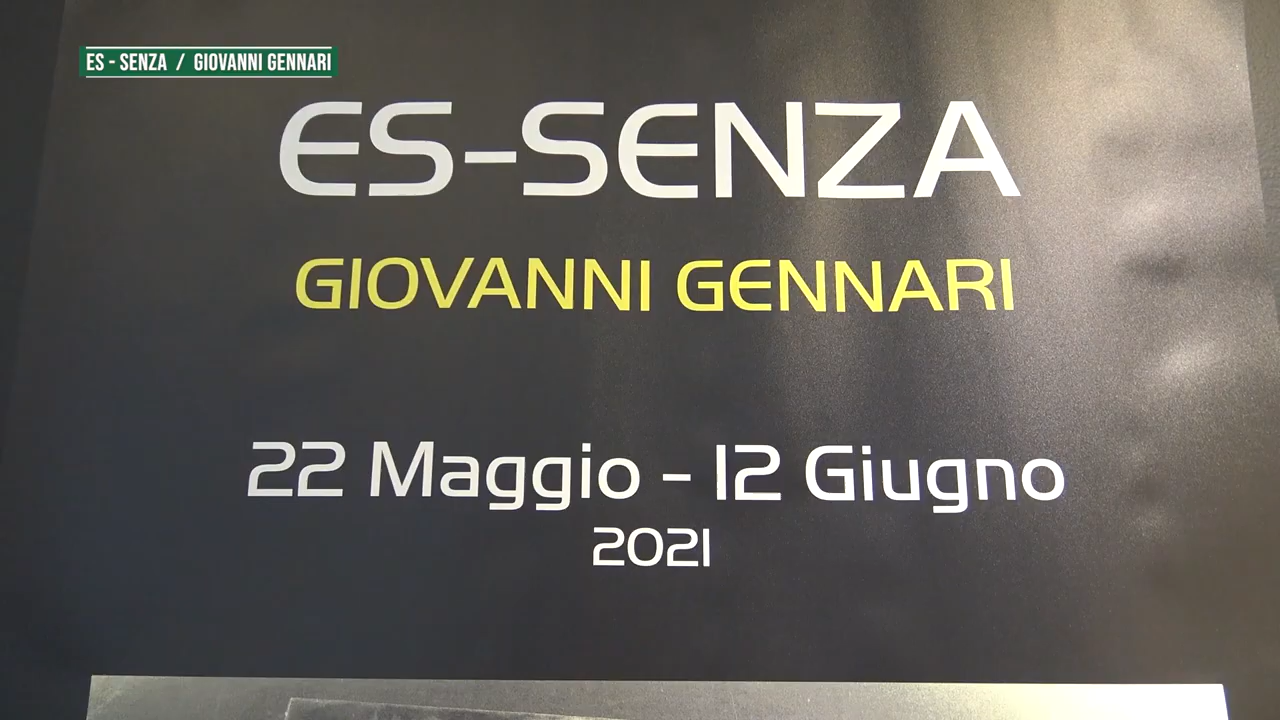 ES - SENZA / GIOVANNI GENNARI
ES-SENZA
GIOVANNI GENNARI
22 Maggio - 12 Giugno
2021